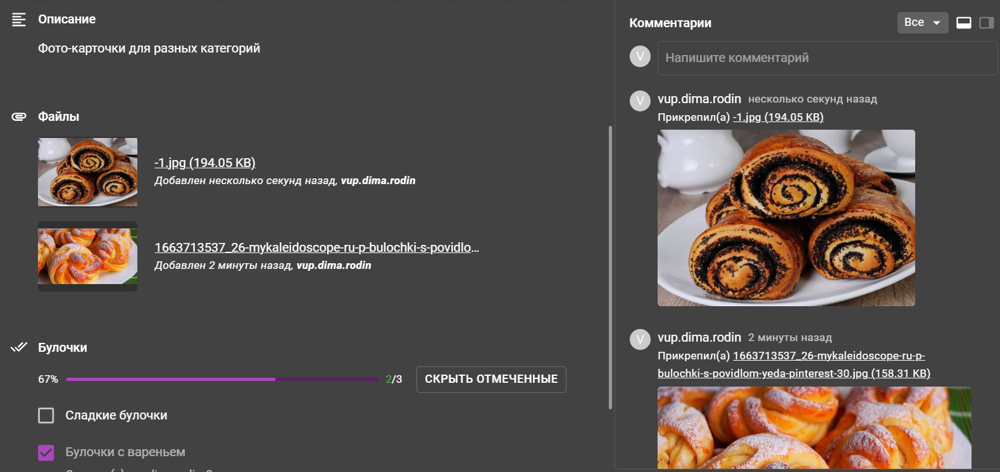 Описание
Фото-карточки для разных категорий
Файлы
-1.jpg (194.05 KB)
Добавлен несколько секунд назад, vup.dima.rodin
1663713537_26-mykaleidoscope-ru-p-bulochki-s-povidlo...
Добавлен 2 минуты назад, vup.dima.rodin
Булочки
67% 2/3 СКРЫТЬ ОТМЕЧЕННЫЕ
Сладкие булочки
Булочки с вареньем
Комментарии Все
V Напишите комментарий
V vup.dima.rodin несколько секунд назад
Прикрепил(а) -1.jpg (194.05 KB)
V vup.dima.rodin 2 минуты назад
Прикрепил(а) 1663713537_26-mykaleidoscope-ru-p-
bulochki-s-povidlom-yeda-pinterest-30.jpg (158.31 KB)